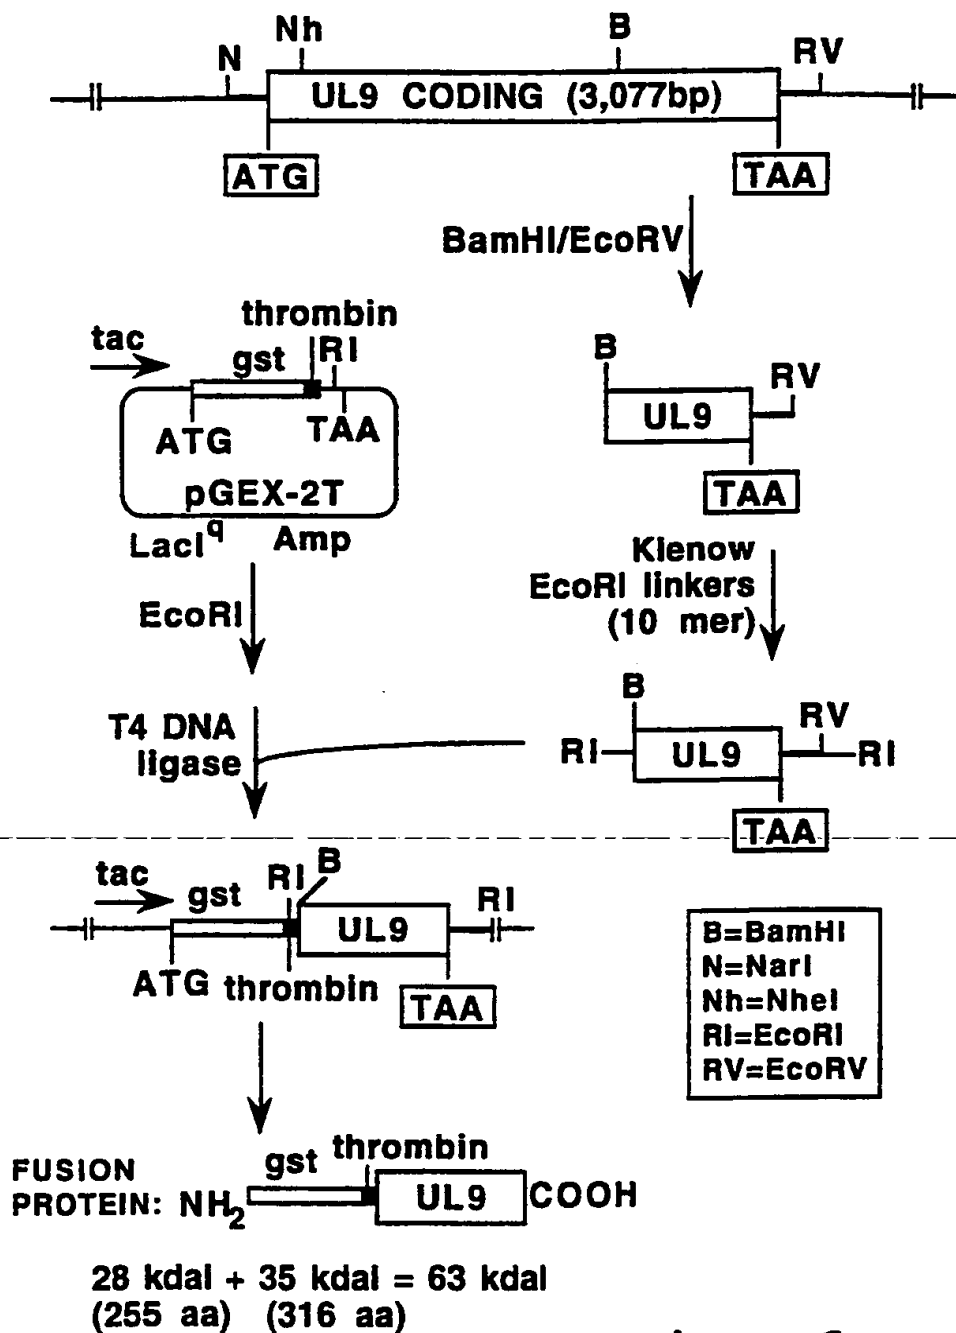 Nh
B
N
RV
UL9 CODING (3,077bp)
ATG
TAA
BamHI/EcoRV
thrombin
tac
gst
RI
ATG
TAA
pGEX-2T
LacI^q
Amp
B
RV
UL9
TAA
Klenow
EcoRI linkers
(10 mer)
EcoRI
T4 DNA
ligase
B
RV
RI
UL9
RI
TAA
tac
gst
RI
B
RI
UL9
ATG
thrombin
TAA
B=BamHI
N=NarI
Nh=NheI
RI=EcoRI
RV=EcoRV
thrombin
gst
FUSION
PROTEIN: NH2
UL9
COOH
28 kdal + 35 kdal = 63 kdal
(255 aa) (316 aa)